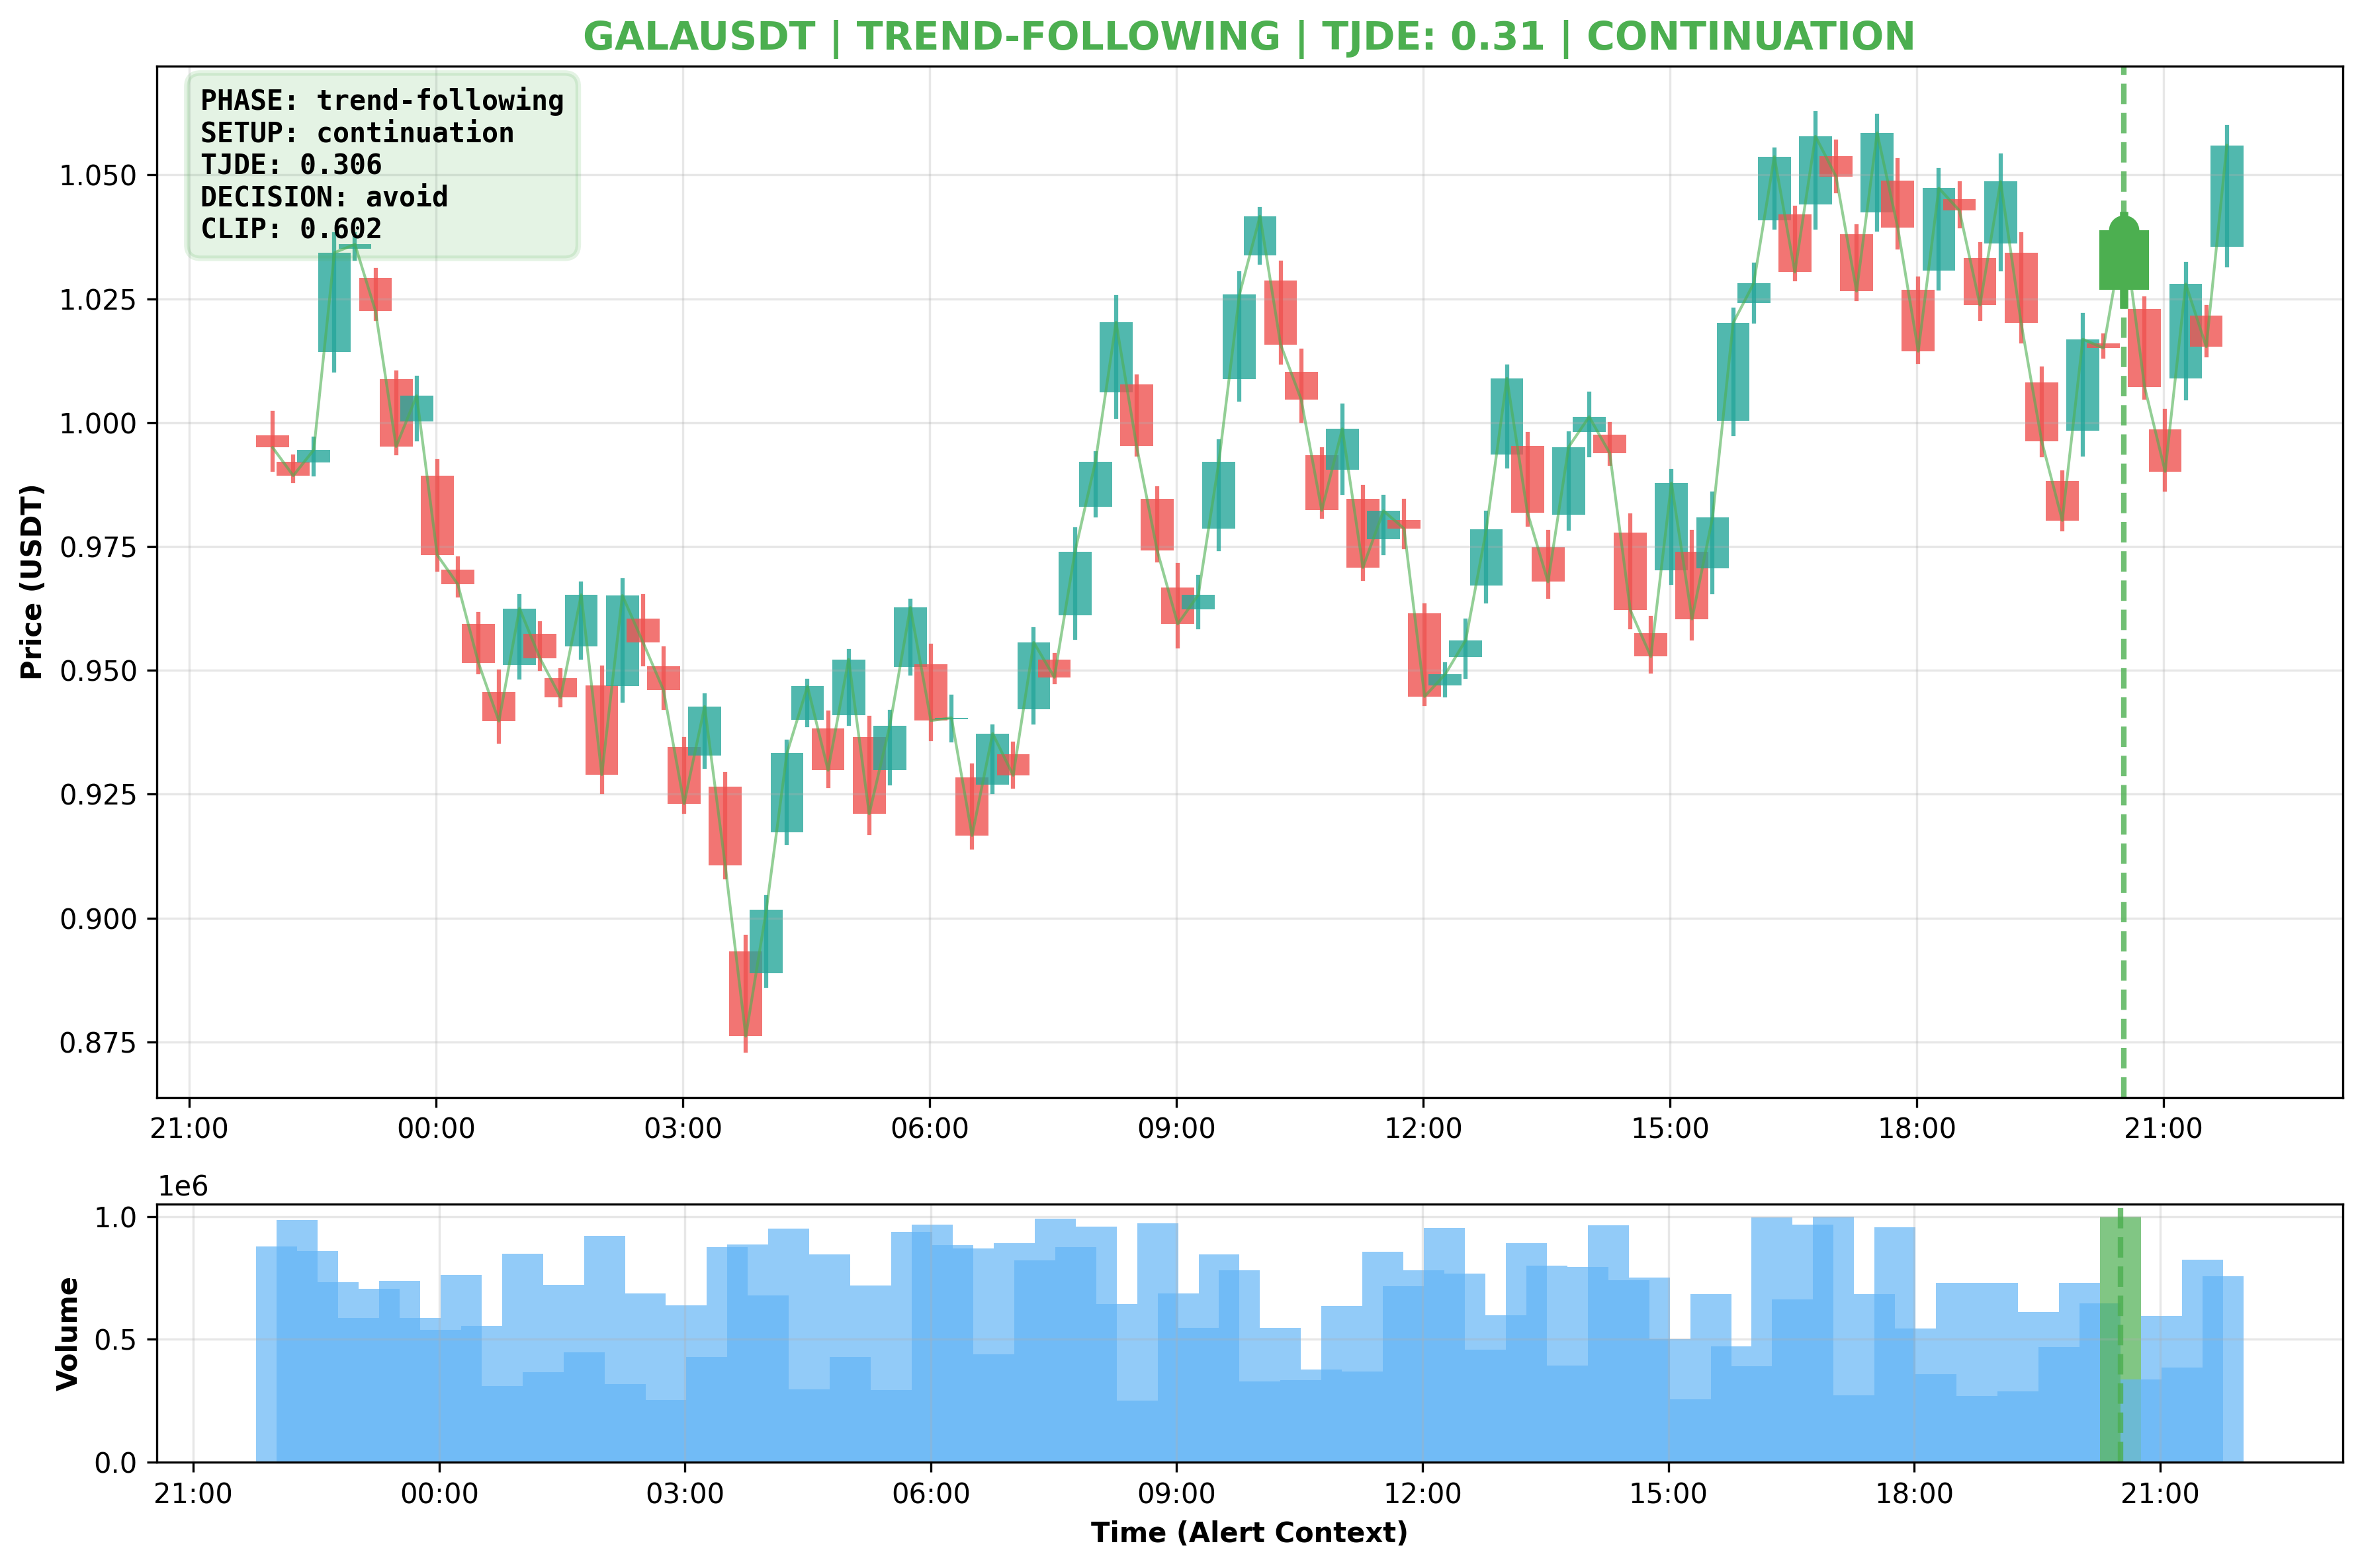 GALAUSDT | TREND-FOLLOWING | TJDE: 0.31 | CONTINUATION
PHASE: trend-following
SETUP: continuation
TJDE: 0.306
DECISION: avoid
CLIP: 0.602
Price (USDT)
1.050
1.025
1.000
0.975
0.950
0.925
0.900
0.875
21:00 00:00 03:00 06:00 09:00 12:00 15:00 18:00 21:00
1e6
Volume
1.0
0.5
0.0
21:00 00:00 03:00 06:00 09:00 12:00 15:00 18:00 21:00
Time (Alert Context)